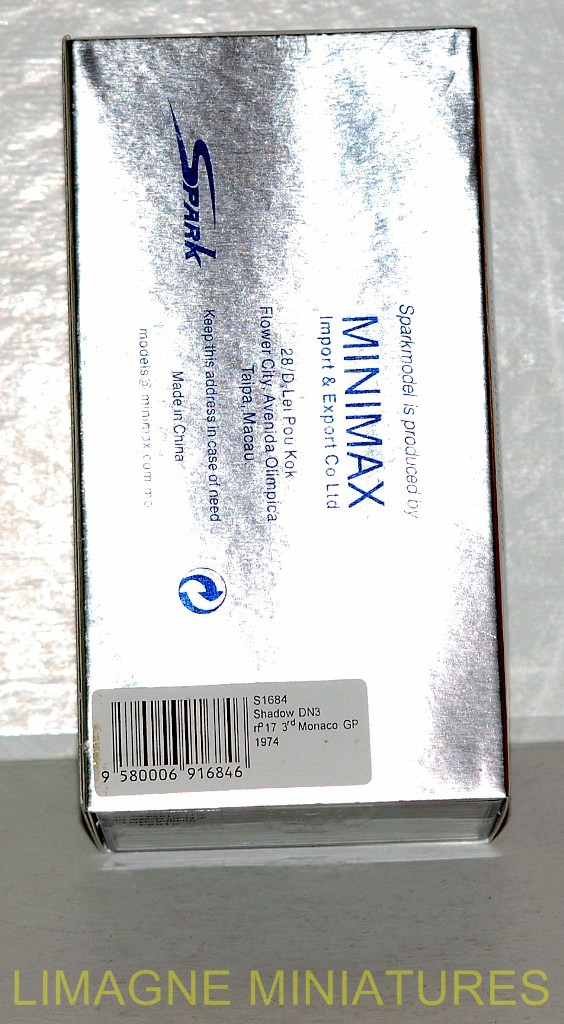 SPARK
Sparkmodel is produced by
MINIMAX
Import & Export Co Ltd
28/D, Lei Pou Kok
Flower City, Avenida Olimpica
Taipa, Macau
Keep this address in case of need
Made in China
models@minimax.com.mo
S1684
Shadow DN3
nº17 3rd Monaco GP
1974
9 580006 916846
LIMAGNE MINIATURES